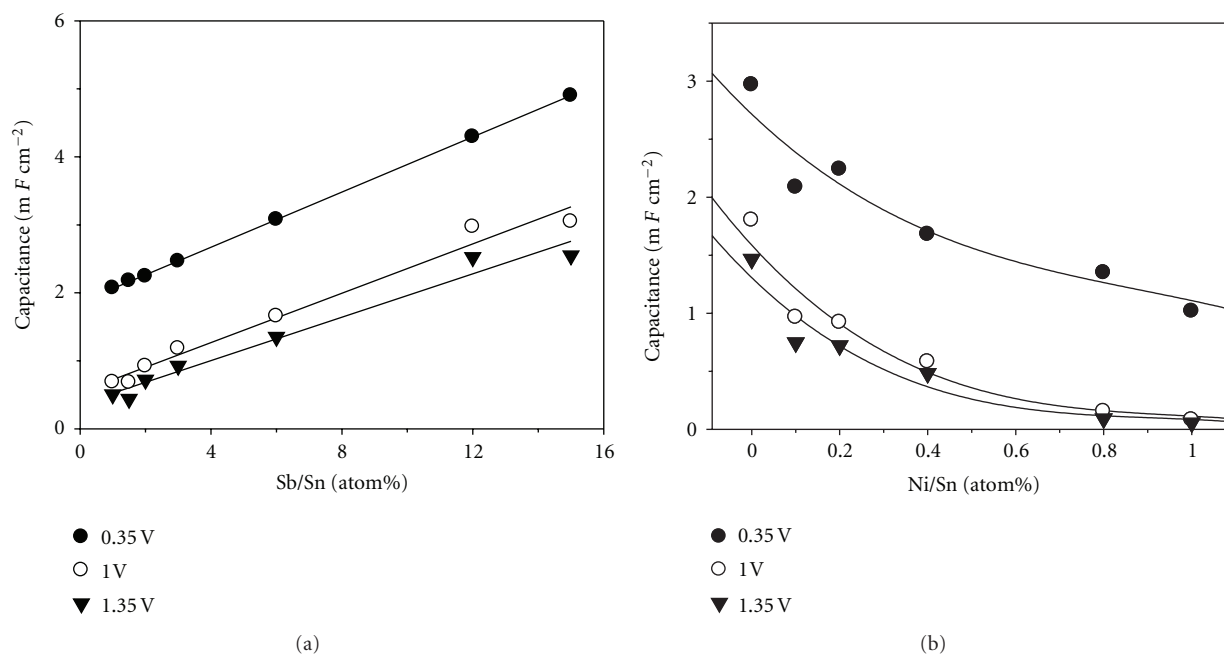 6
4
2
0
Capacitance (m F cm−2)
0 4 8 12 16
Sb/Sn (atom%)
0.35 V
1V
1.35 V
(a)
3
2
1
0
Capacitance (m F cm−2)
0 0.2 0.4 0.6 0.8 1
Ni/Sn (atom%)
0.35 V
1V
1.35 V
(b)